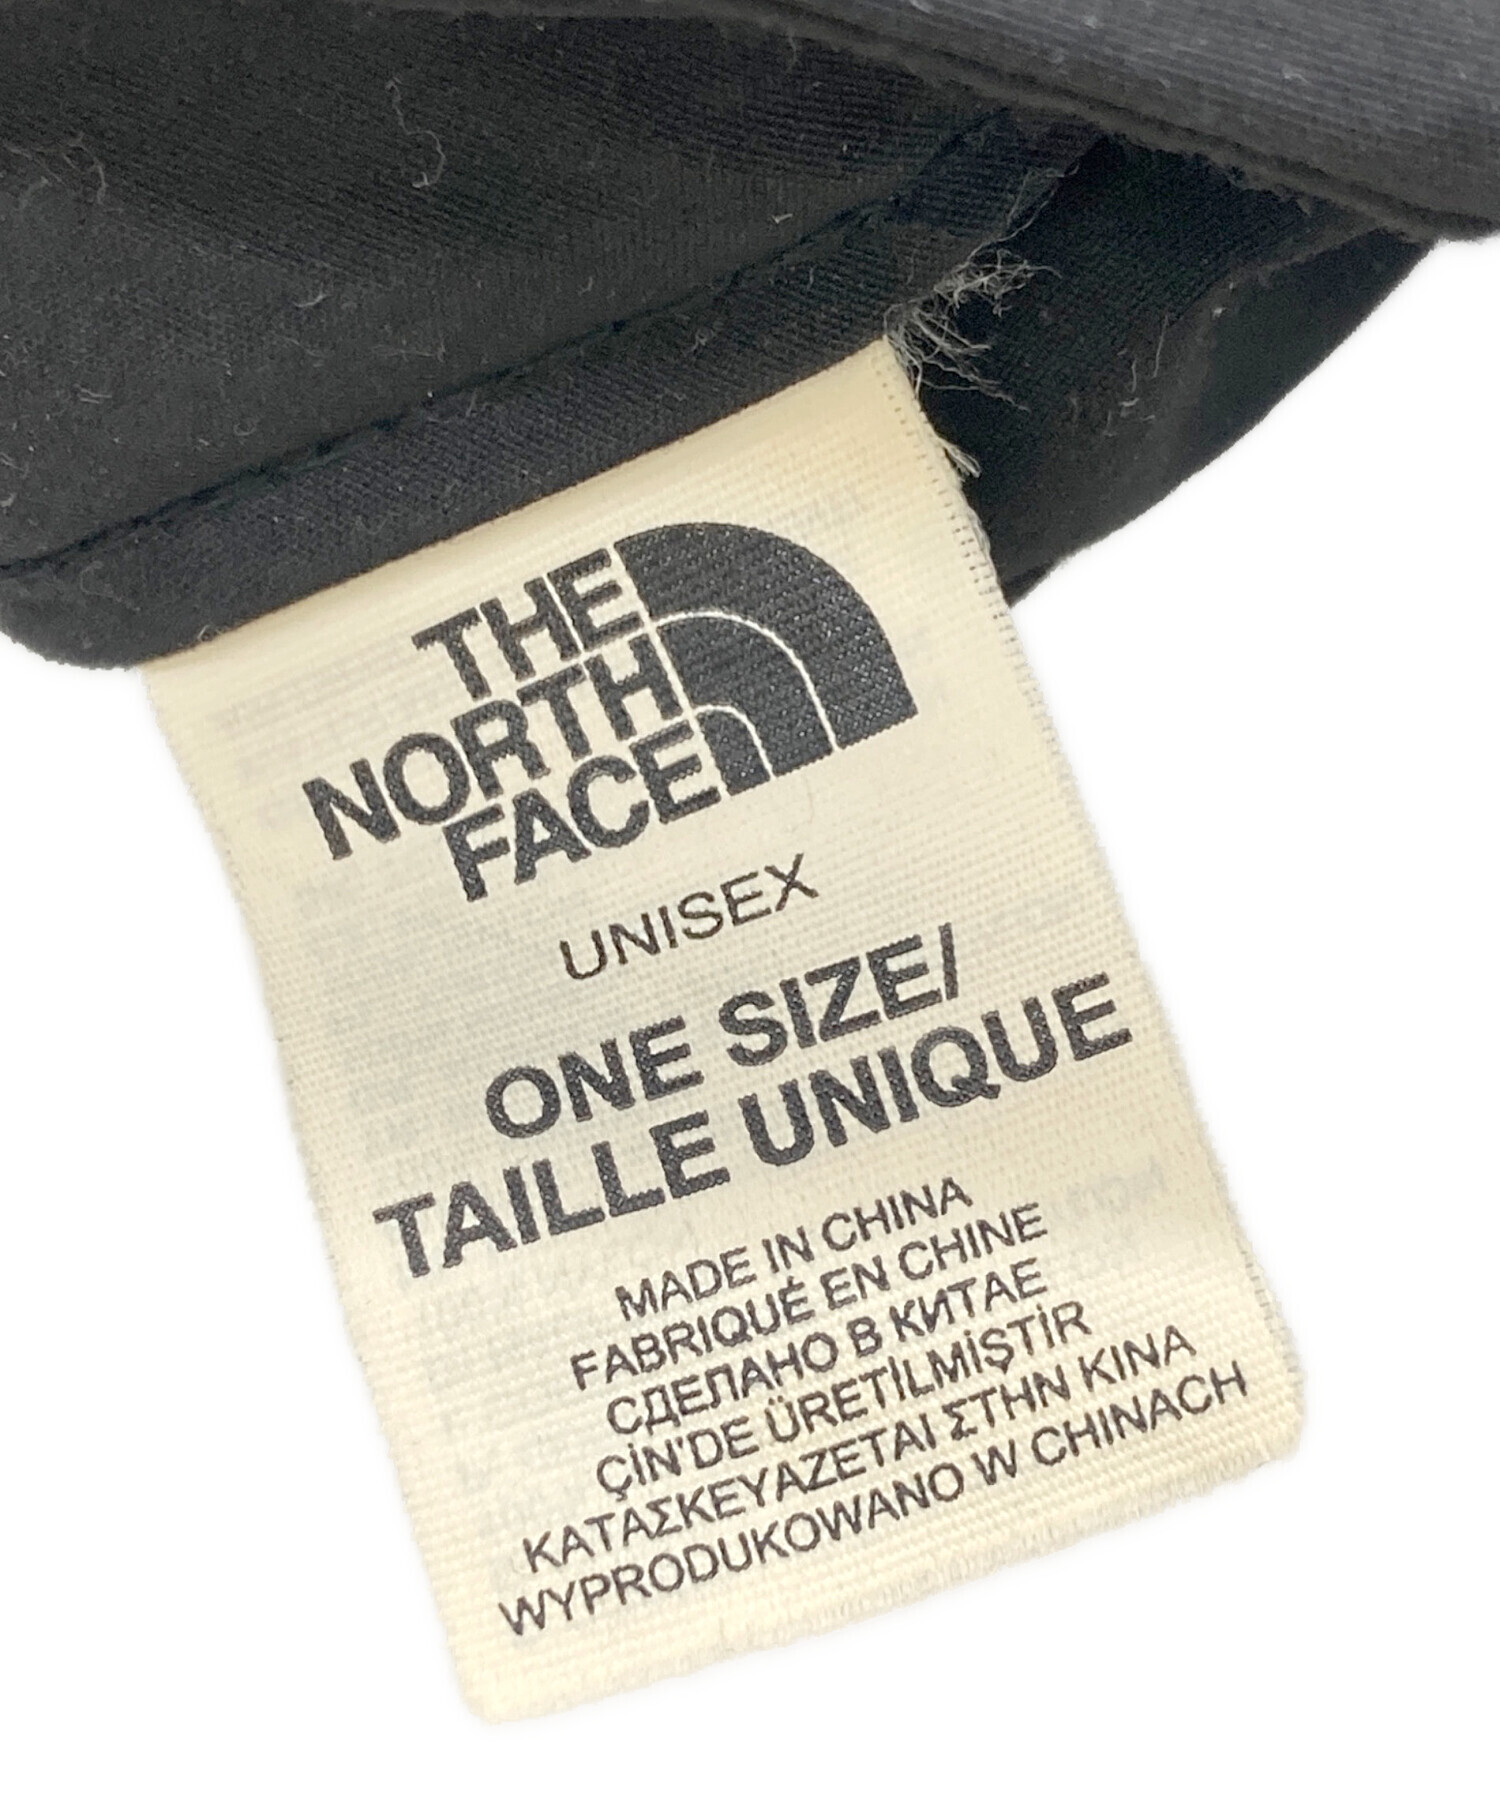 THE
NORTH
FACE
UNISEX
ONE SIZE/
TAILLE UNIQUE
MADE IN CHINA
FABRIQUÉ EN CHINE
СДЕЛАНО В КИТАЕ
ÇİN'DE ÜRETİLMİŞTİR
ΚΑΤΑΣΚΕΥΑΖΕΤΑΙ ΣΤΗΝ ΚΙΝΑ
WYPRODUKOWANO W CHINACH